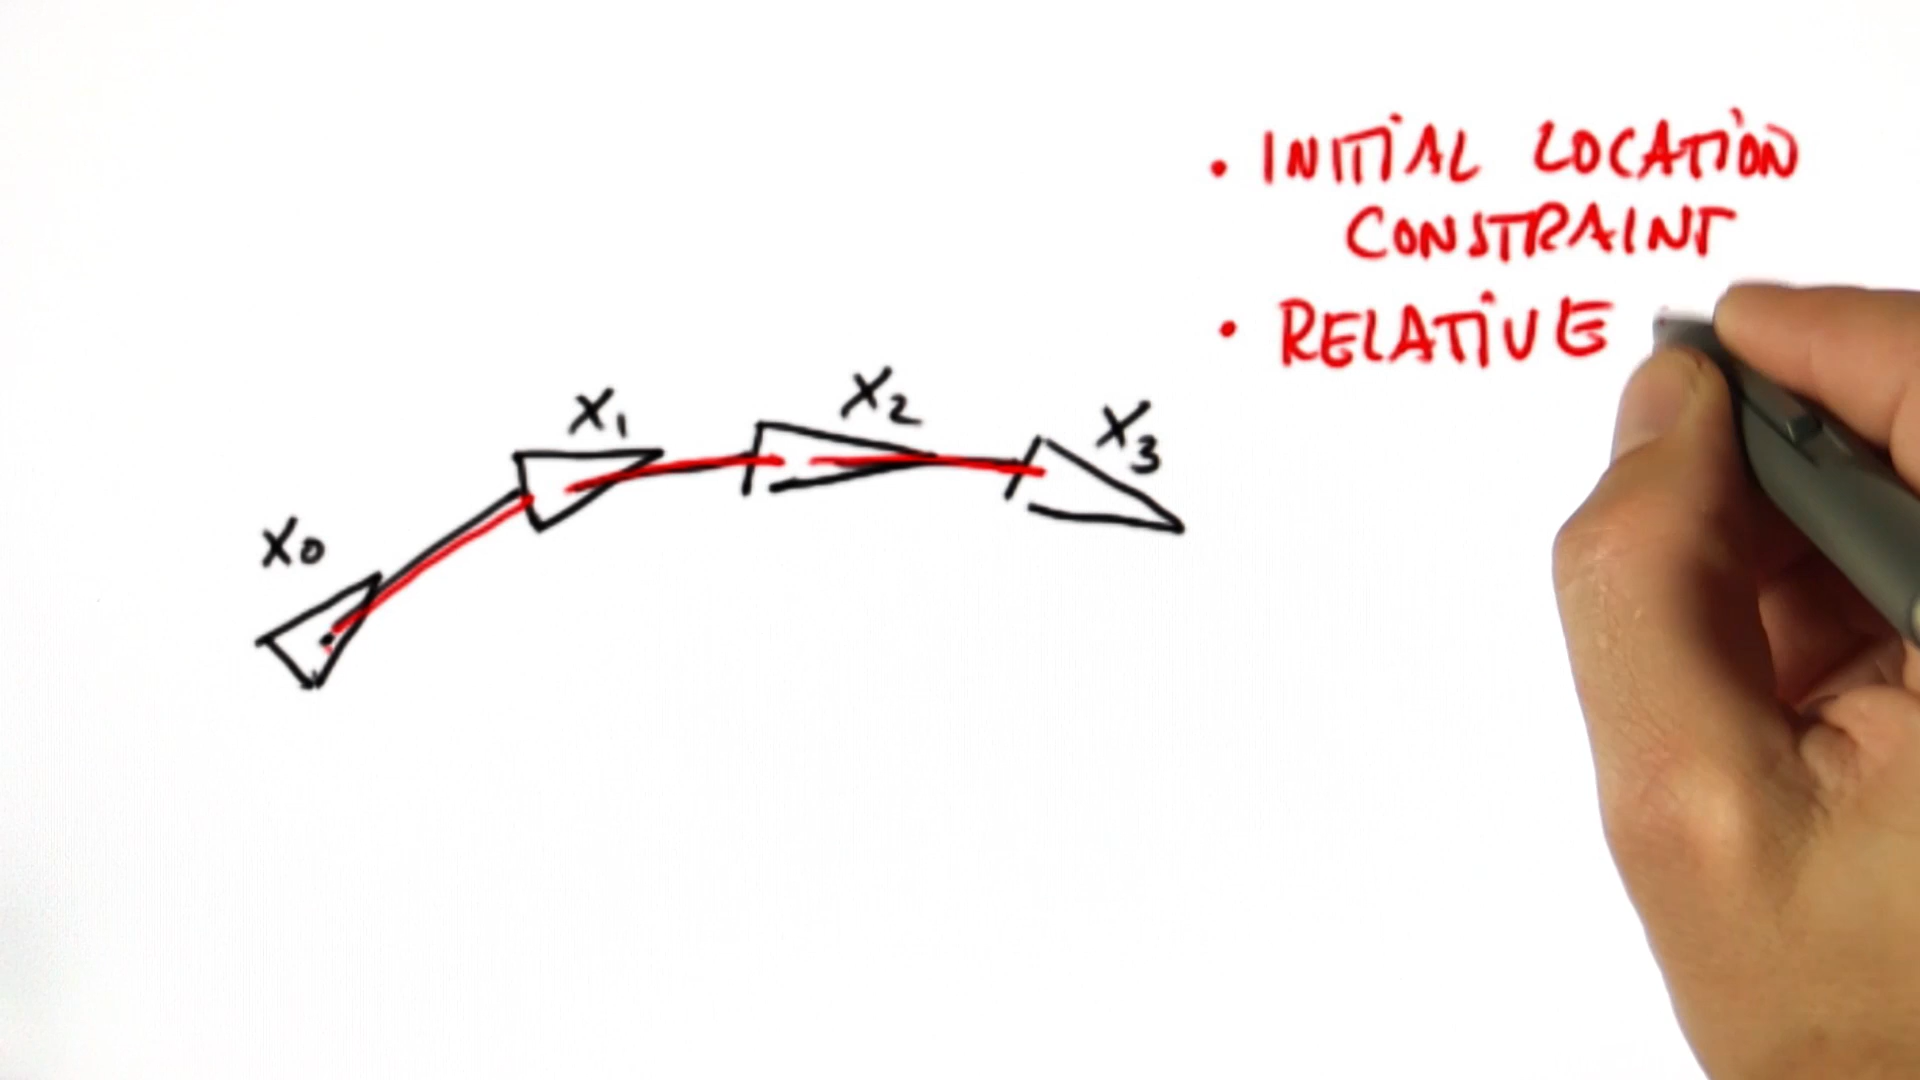 • INITIAL LOCATION
CONSTRAINT
• RELATIVE
X0
X1
X2
X3